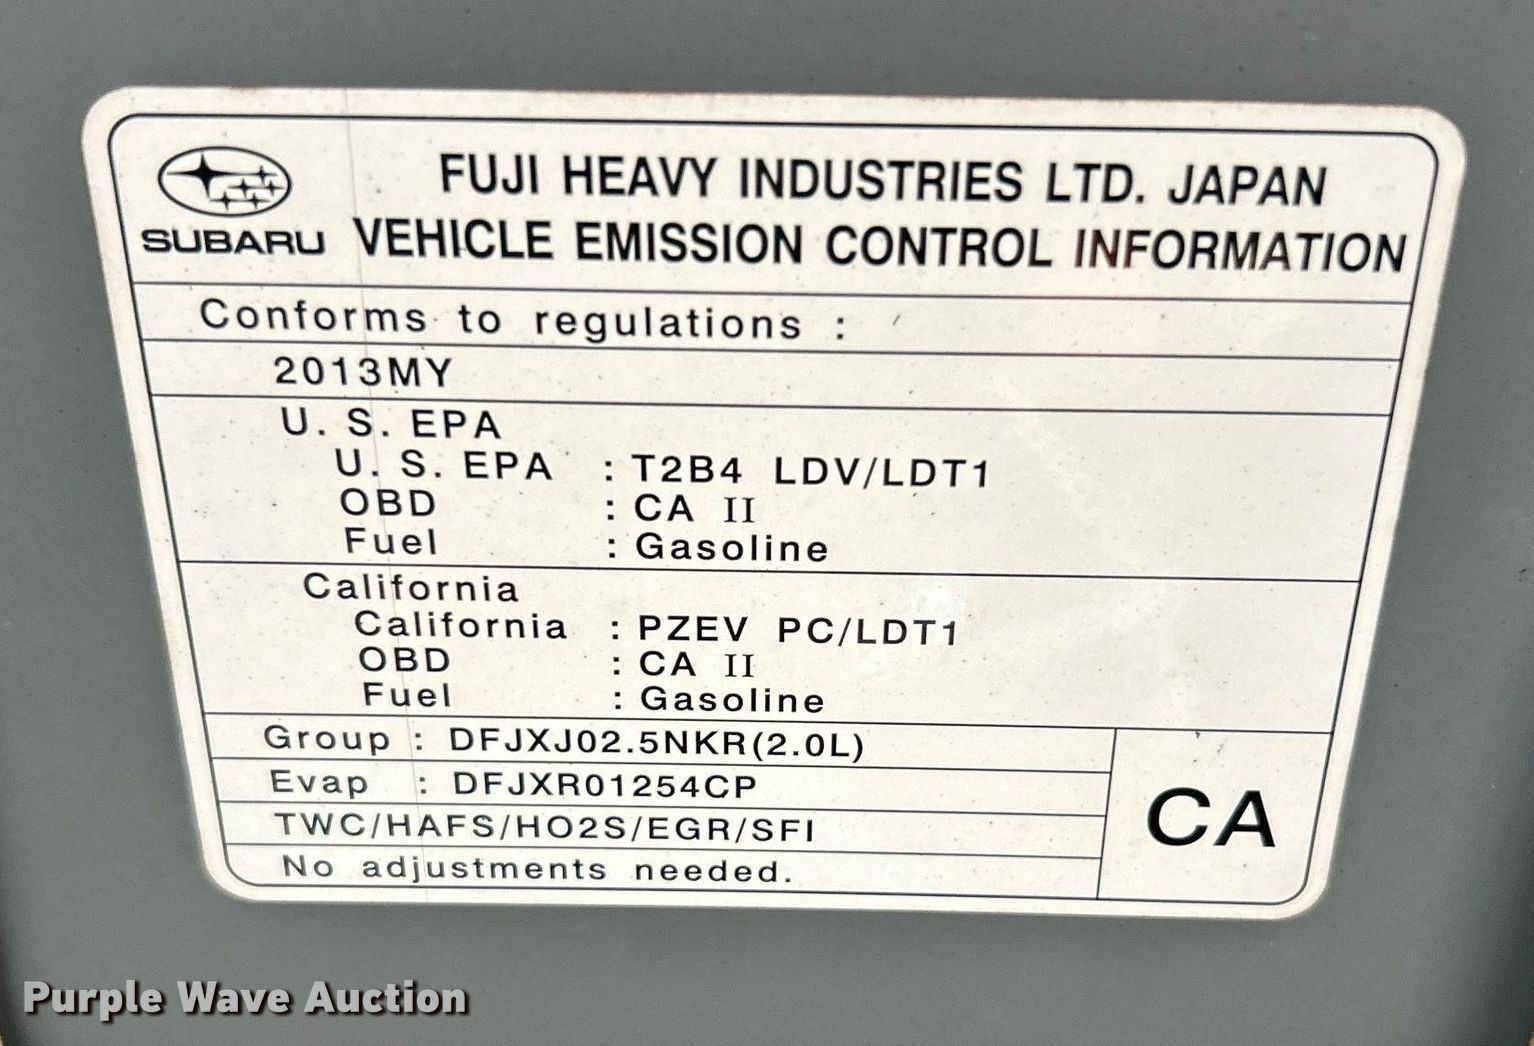 FUJI HEAVY INDUSTRIES LTD. JAPAN
SUBARU VEHICLE EMISSION CONTROL INFORMATION
Conforms to regulations :
2013MY
U. S. EPA
U. S. EPA : T2B4 LDV/LDT1
OBD : CA II
Fuel : Gasoline
California
California : PZEV PC/LDT1
OBD : CA II
Fuel : Gasoline
Group : DFJXJ02.5NKR(2.0L)
Evap : DFJXR01254CP
TWC/HAFS/HO2S/EGR/SFI
No adjustments needed.
CA
Purple Wave Auction